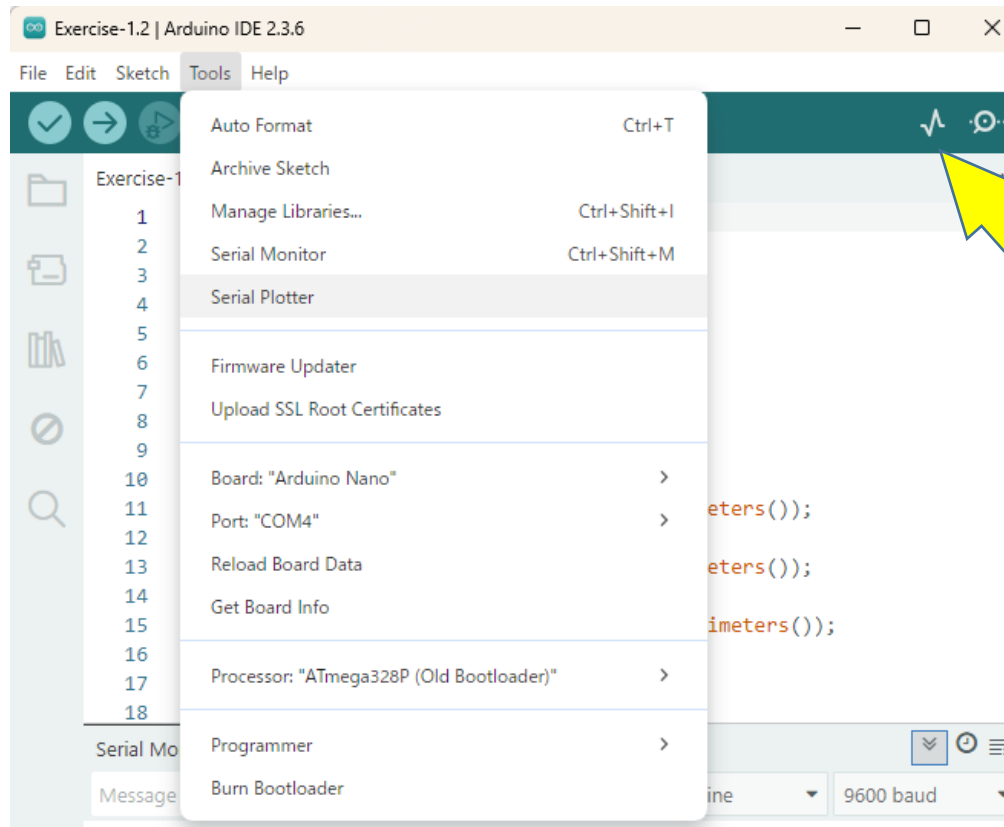 Exercise-1.2 | Arduino IDE 2.3.6
File Edit Sketch Tools Help
Auto Format Ctrl+T
Exercise-1
Archive Sketch
1
Manage Libraries... Ctrl+Shift+I
2
Serial Monitor Ctrl+Shift+M
3
Serial Plotter
4
5
6
Firmware Updater
7
Upload SSL Root Certificates
8
9
10
Board: "Arduino Nano"
11 eters());
Port: "COM4"
12
13 eters());
Reload Board Data
14
Get Board Info
15 imeters());
16
Processor: "ATmega328P (Old Bootloader)"
17
18
Serial Mo
Programmer
Burn Bootloader
Message ine 9600 baud